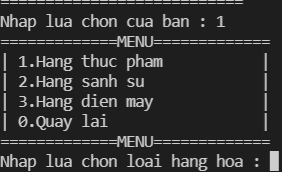 ===========================
Nhap lua chon cua ban : 1
=============MENU=============
| 1.Hang thuc pham           |
| 2.Hang sanh su             |
| 3.Hang dien may            |
| 0.Quay lai                 |
=============MENU=============
Nhap lua chon loai hang hoa :